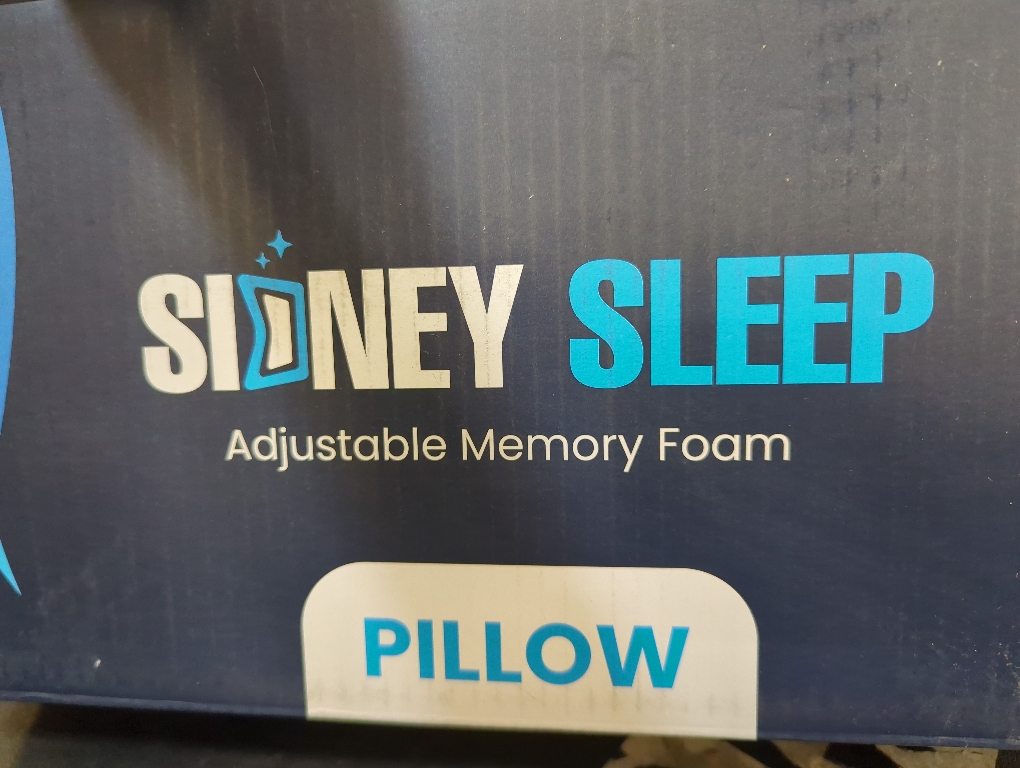 SIDNEY SLEEP
Adjustable Memory Foam
PILLOW